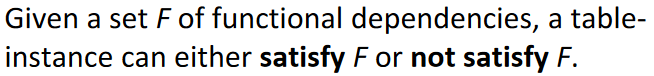 Given a set F of functional dependencies, a table-
instance can either satisfy F or not satisfy F.